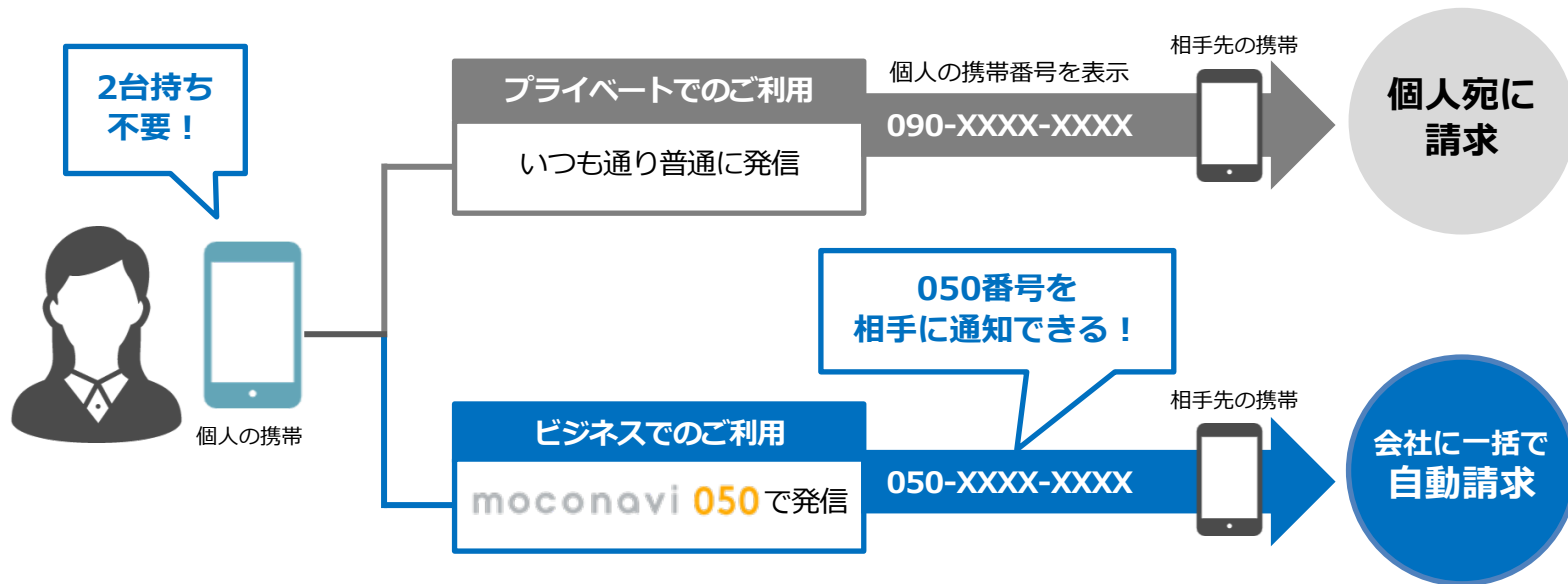 2台持ち
不要！
個人の携帯
プライベートでのご利用
いつも通り普通に発信
個人の携帯番号を表示
090-XXXX-XXXX
相手先の携帯
個人宛に
請求
050番号を
相手に通知できる！
ビジネスでのご利用
moconavi 050で発信
050-XXXX-XXXX
相手先の携帯
会社に一括で
自動請求